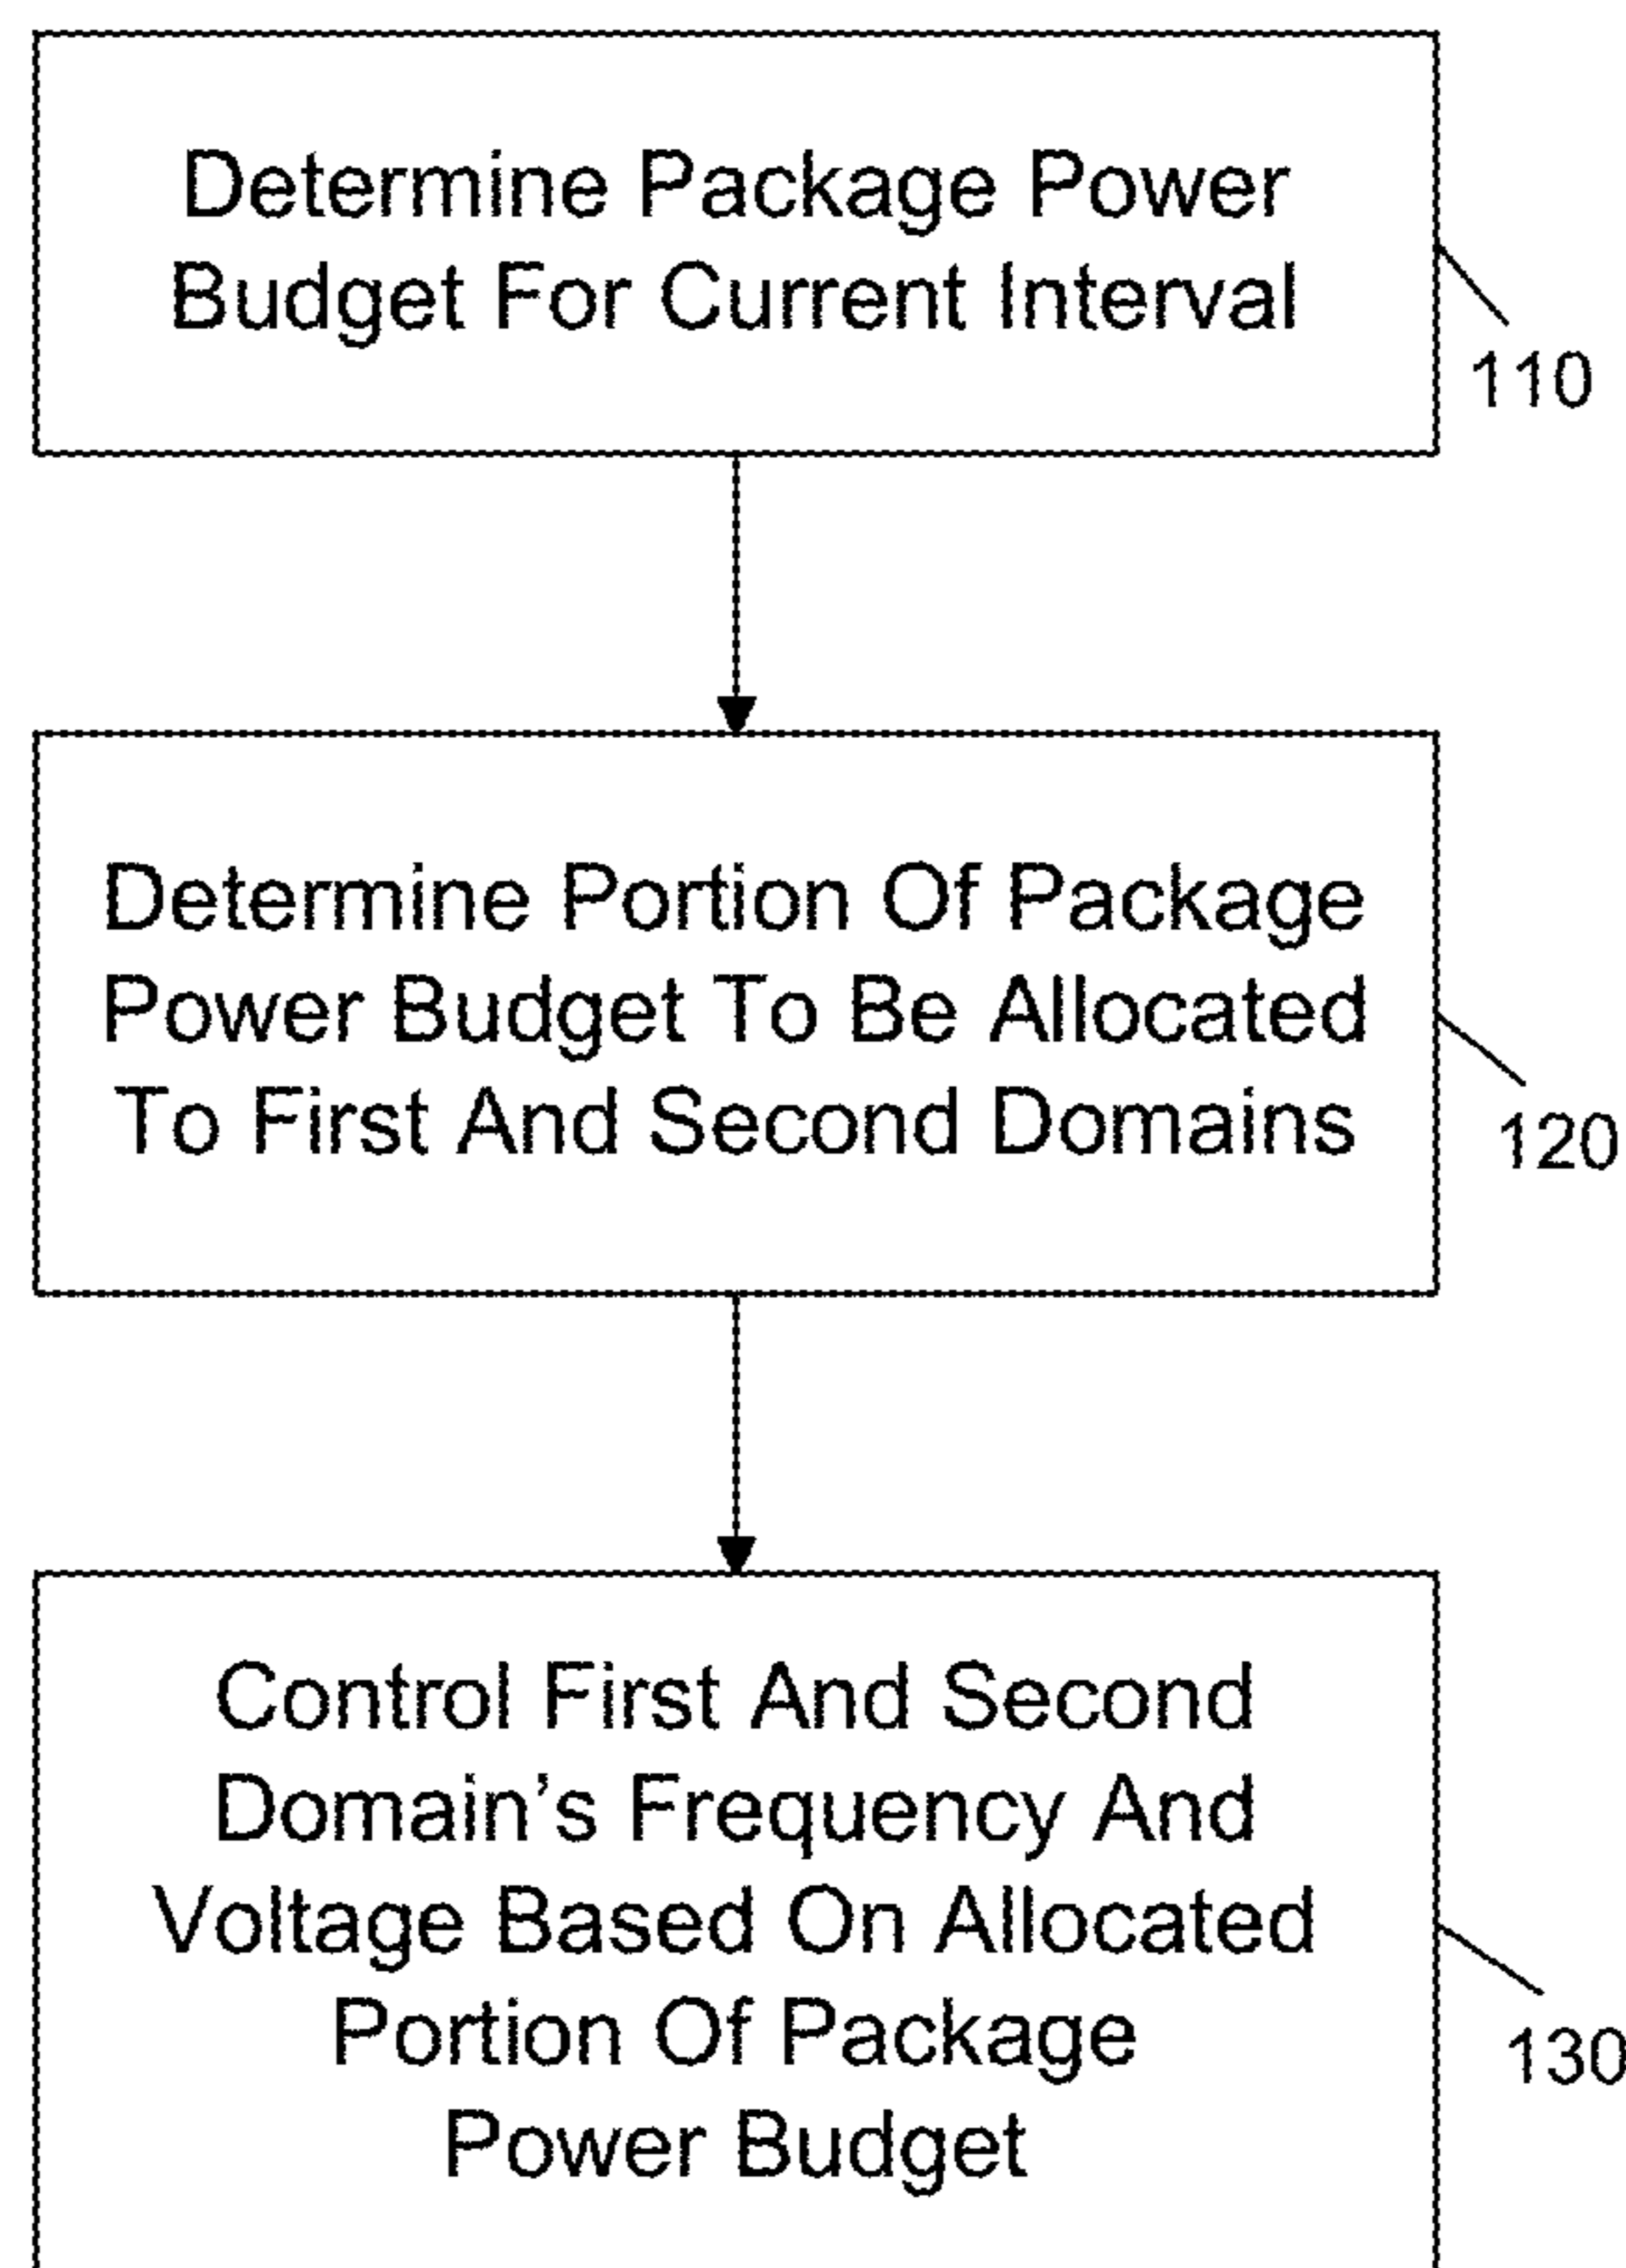 Determine Package Power
Budget For Current Interval
110
Determine Portion Of Package
Power Budget To Be Allocated
To First And Second Domains
120
Control First And Second
Domain’s Frequency And
Voltage Based On Allocated
Portion Of Package
Power Budget
130